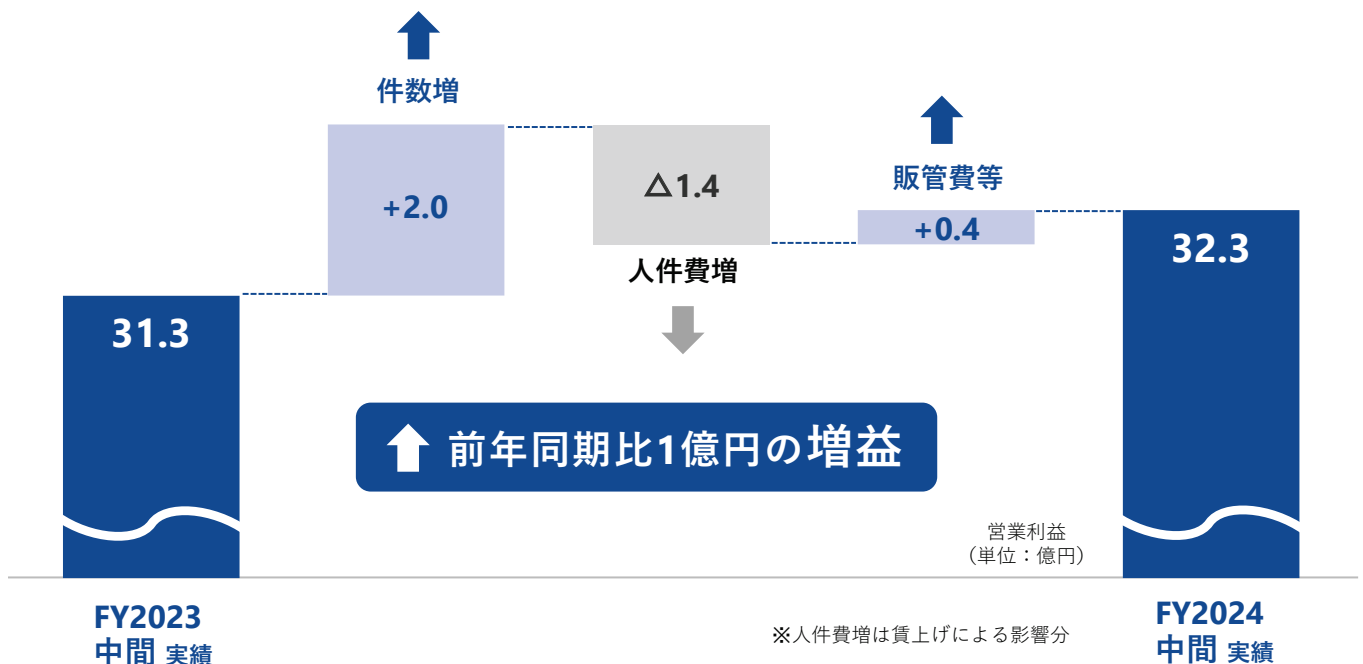 件数増
+2.0
△1.4
人件費増
販管費等
+0.4
31.3
32.3
前年同期比1億円の増益
営業利益
（単位：億円）
FY2023
中間 実績
※人件費増は賃上げによる影響分
FY2024
中間 実績